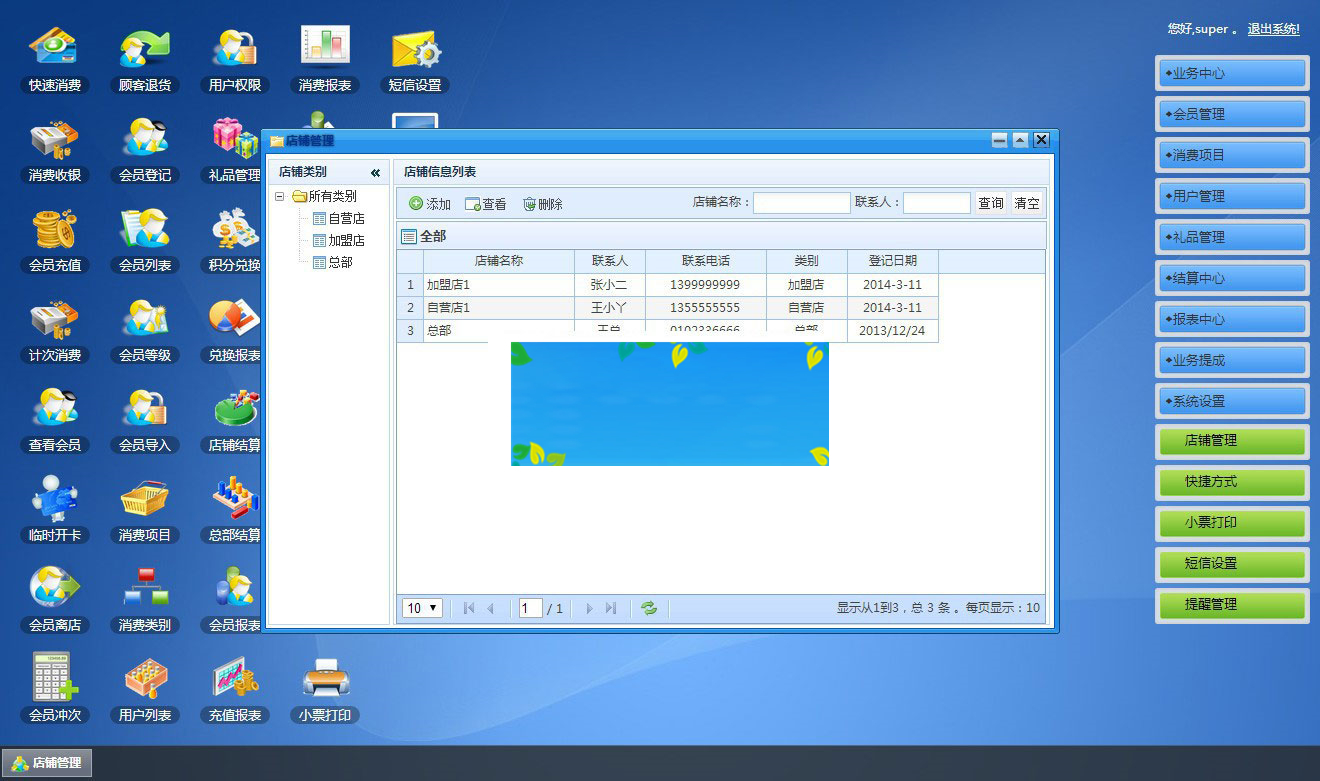 您好,super 。 退出系统!
快速消费
顾客退货
用户权限
消费报表
短信设置
消费收银
会员登记
礼品管理
会员充值
会员列表
积分兑换
计次消费
会员等级
兑换报表
查看会员
会员导入
店铺结算
临时开卡
消费项目
总部结算
会员离店
消费类别
会员报表
会员冲次
用户列表
充值报表
小票打印
店铺管理
店铺类别 «
所有类别
自营店
加盟店
总部
店铺信息列表
添加 查看 删除 店铺名称： 联系人： 查询 清空
全部
店铺名称 联系人 联系电话 类别 登记日期
1 加盟店1 张小二 1399999999 加盟店 2014-3-11
2 自营店1 王小丫 1355555555 自营店 2014-3-11
3 总部 王总 0102336666 总部 2013/12/24
10 1 / 1 显示从1到3，总 3 条 。每页显示：10
◆业务中心
◆会员管理
◆消费项目
◆用户管理
◆礼品管理
◆结算中心
◆报表中心
◆业务提成
◆系统设置
店铺管理
快捷方式
小票打印
短信设置
提醒管理
店铺管理